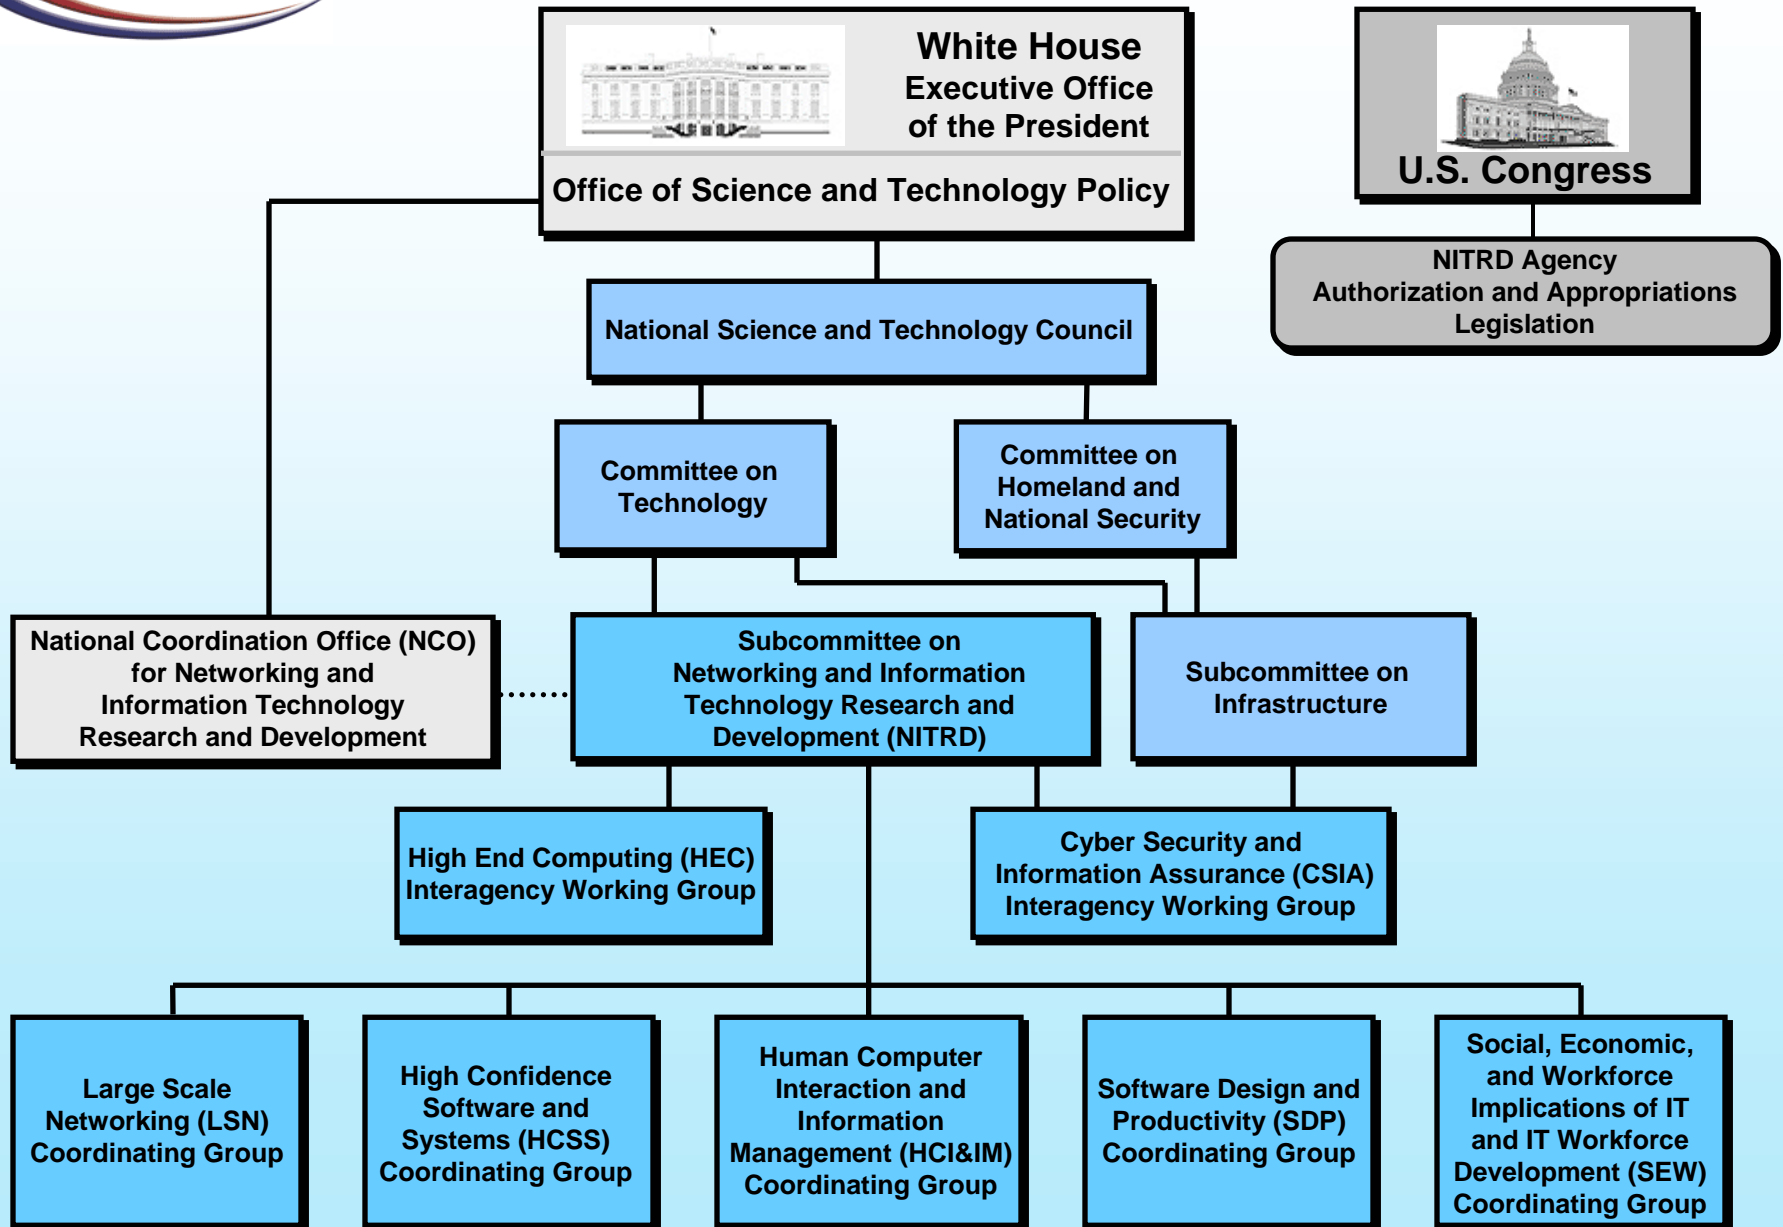 White House
Executive Office
of the President
Office of Science and Technology Policy
U.S. Congress
NITRD Agency
Authorization and Appropriations
Legislation
National Science and Technology Council
Committee on
Technology
Committee on
Homeland and
National Security
National Coordination Office (NCO)
for Networking and
Information Technology
Research and Development
Subcommittee on
Networking and Information
Technology Research and
Development (NITRD)
Subcommittee on
Infrastructure
High End Computing (HEC)
Interagency Working Group
Cyber Security and
Information Assurance (CSIA)
Interagency Working Group
Large Scale
Networking (LSN)
Coordinating Group
High Confidence
Software and
Systems (HCSS)
Coordinating Group
Human Computer
Interaction and
Information
Management (HCI&IM)
Coordinating Group
Software Design and
Productivity (SDP)
Coordinating Group
Social, Economic,
and Workforce
Implications of IT
and IT Workforce
Development (SEW)
Coordinating Group